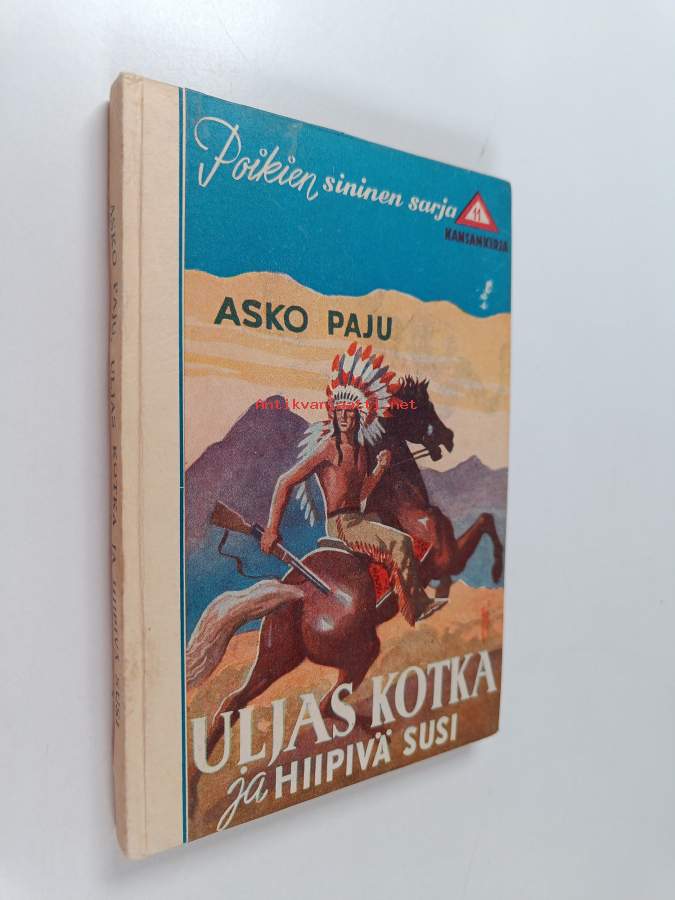 Poikien sininen sarja
11
KANSANKIRJA
ASKO PAJU
Antikvariaatti.net
ULJAS KOTKA
ja HIIPIVÄ SUSI
ASKO PAJU, ULJAS KOTKA JA HIIPIVÄ SUSI